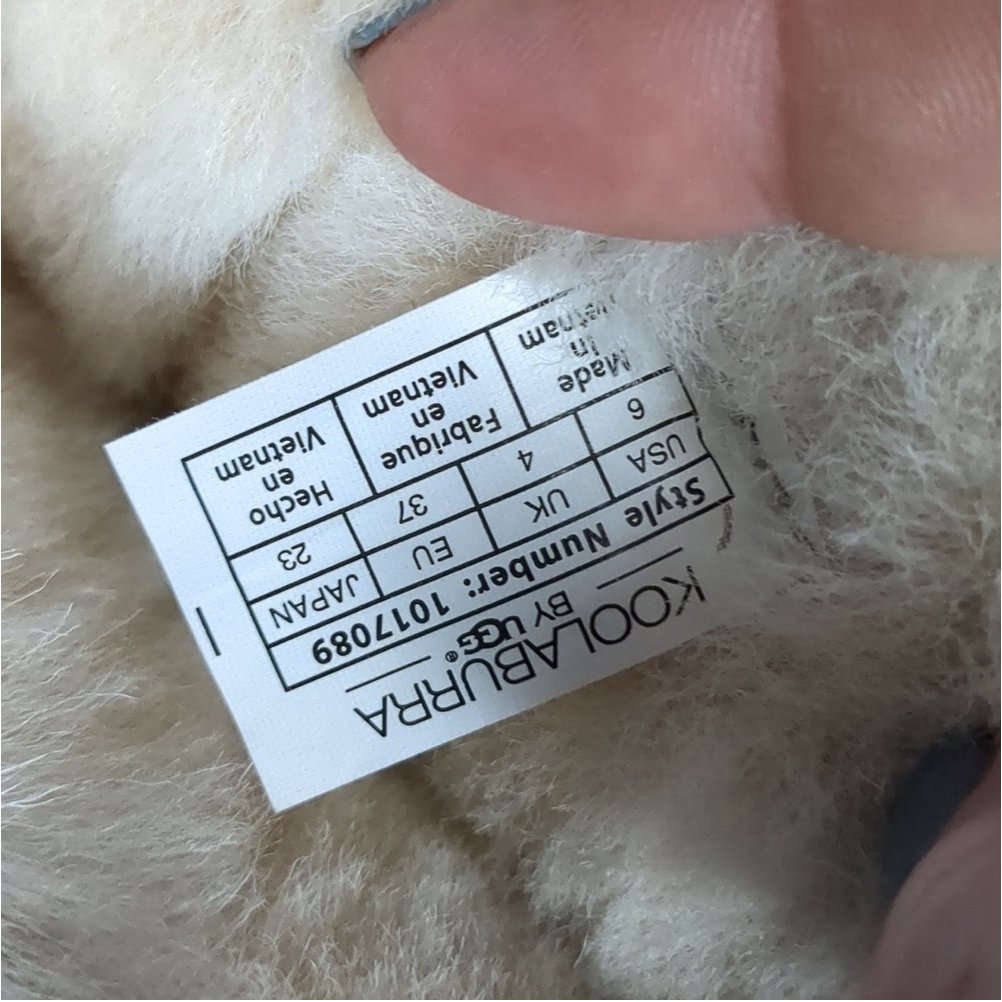 KOOLABURRA
BY UGG®
Style Number: 1017089
USA UK EU JAPAN
6 4 37 23
Made Fabrique Hecho
In en en
Vietnam Vietnam Vietnam